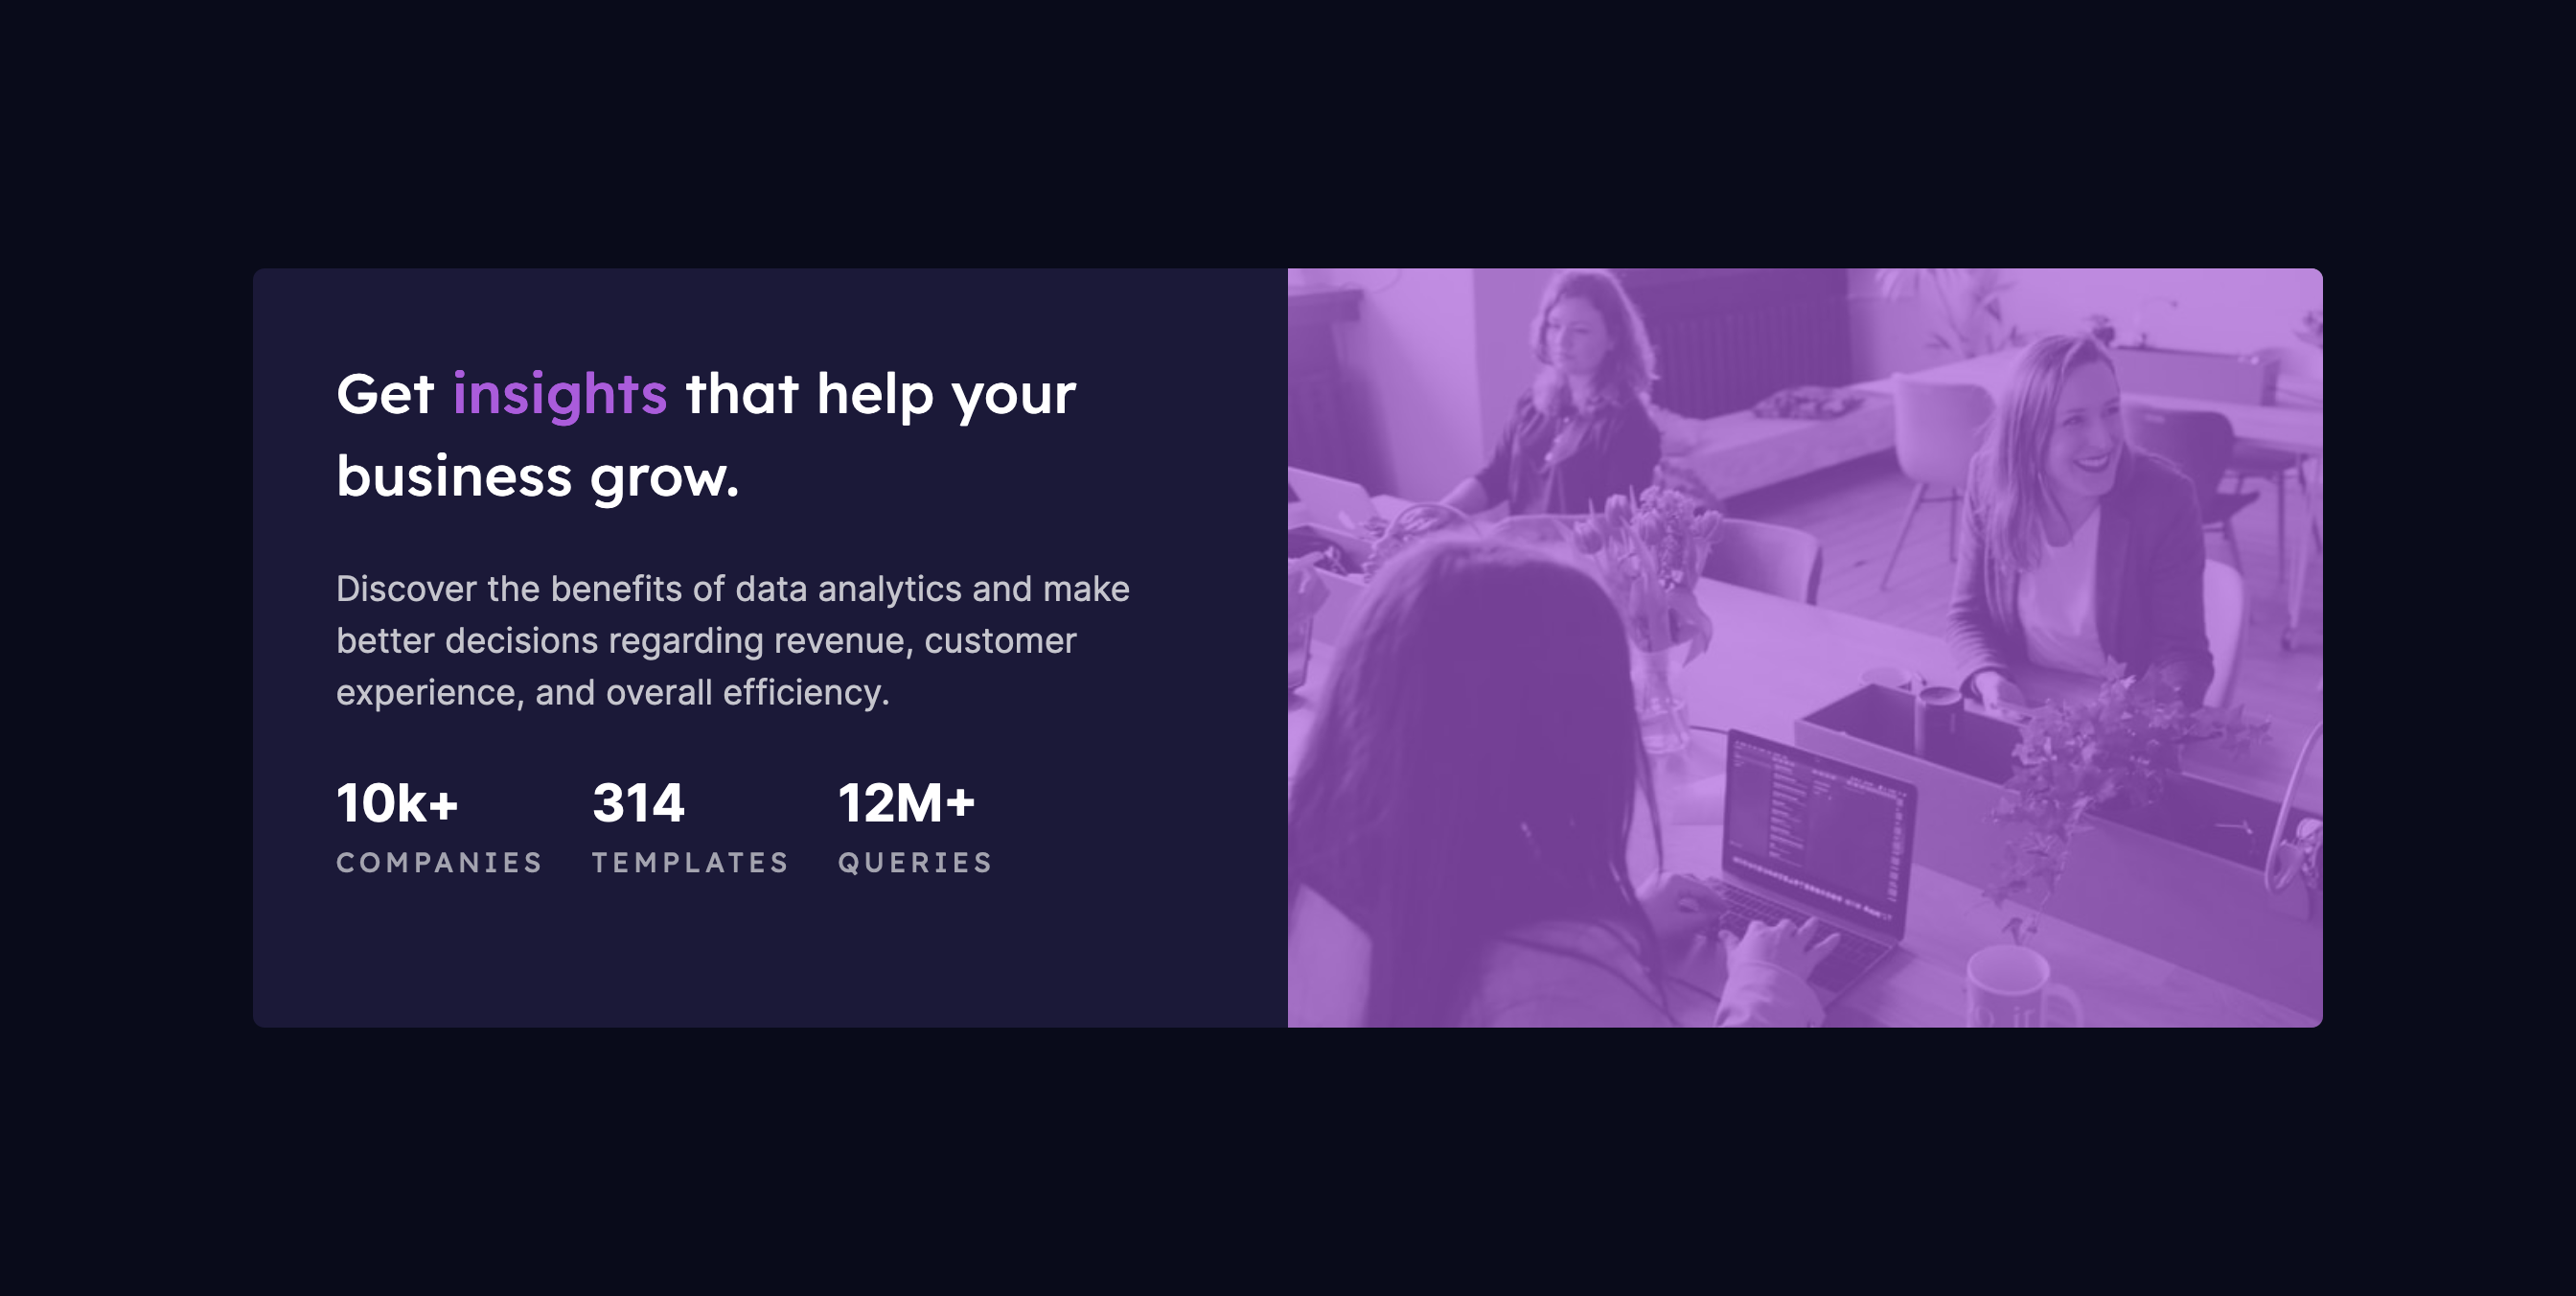 Get insights that help your
business grow.
Discover the benefits of data analytics and make
better decisions regarding revenue, customer
experience, and overall efficiency.
10k+ 314 12M+
COMPANIES TEMPLATES QUERIES